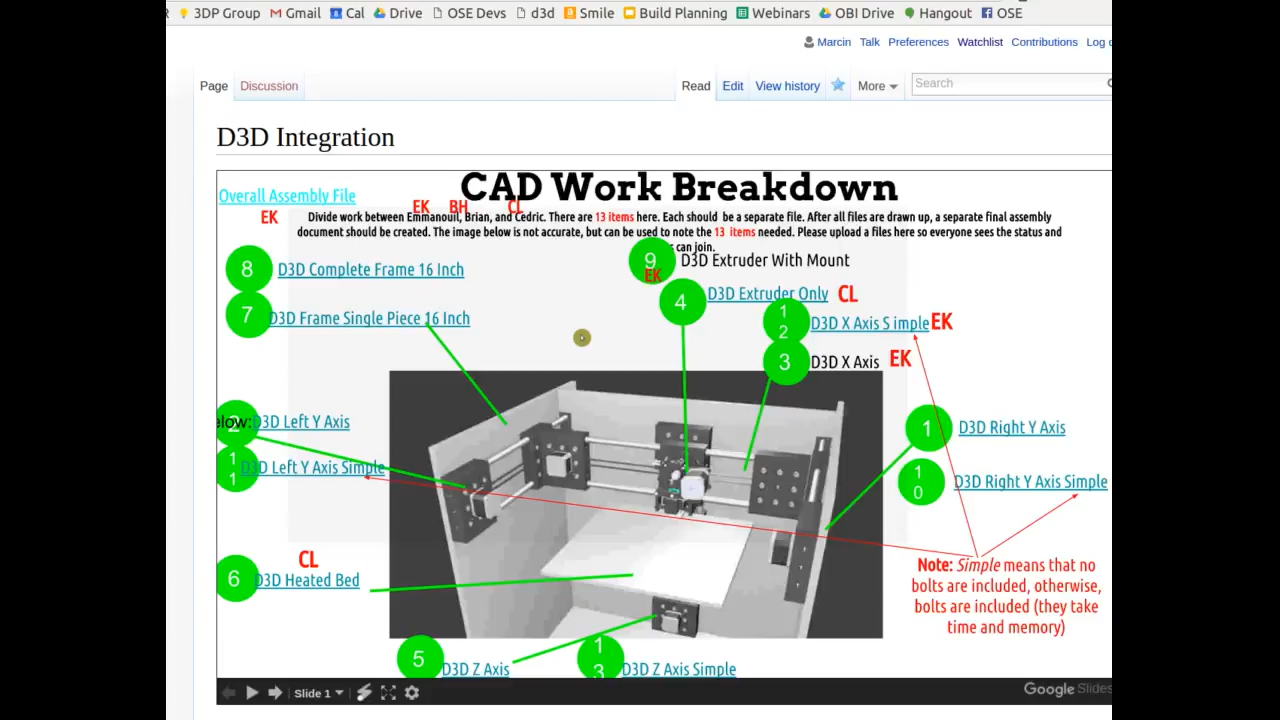 3DP Group Gmail Cal Drive OSE Devs d3d Smile Build Planning Webinars OBI Drive Hangout OSE
Marcin Talk Preferences Watchlist Contributions Log
Page Discussion Read Edit View history More Search
D3D Integration
CAD Work Breakdown
Overall Assembly File
EK BH CL
EK
Divide work between Emmanouil, Brian, and Cedric. There are 13 items here. Each should be a separate file. After all files are drawn up, a separate final assembly
document should be created. The image below is not accurate, but can be used to note the 13 items needed. Please upload a files here so everyone sees the status and
can join.
8 D3D Complete Frame 16 Inch
9 D3D Extruder With Mount
EK
4 D3D Extruder Only CL
7 D3D Frame Single Piece 16 Inch
12 D3D X Axis S imple EK
3 D3D X Axis EK
2 D3D Left Y Axis
1 D3D Right Y Axis
11 D3D Left Y Axis Simple
10 D3D Right Y Axis Simple
CL
6 D3D Heated Bed
Note: Simple means that no
bolts are included, otherwise,
bolts are included (they take
time and memory)
5 D3D Z Axis
13 D3D Z Axis Simple
Slide 1
Google Slides